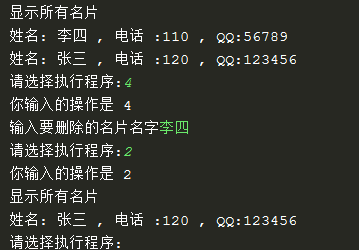 显示所有名片
姓名: 李四 , 电话 :110 , QQ:56789
姓名: 张三 , 电话 :120 , QQ:123456
请选择执行程序:4
你输入的操作是 4
输入要删除的名片名字李四
请选择执行程序:2
你输入的操作是 2
显示所有名片
姓名: 张三 , 电话 :120 , QQ:123456
请选择执行程序: